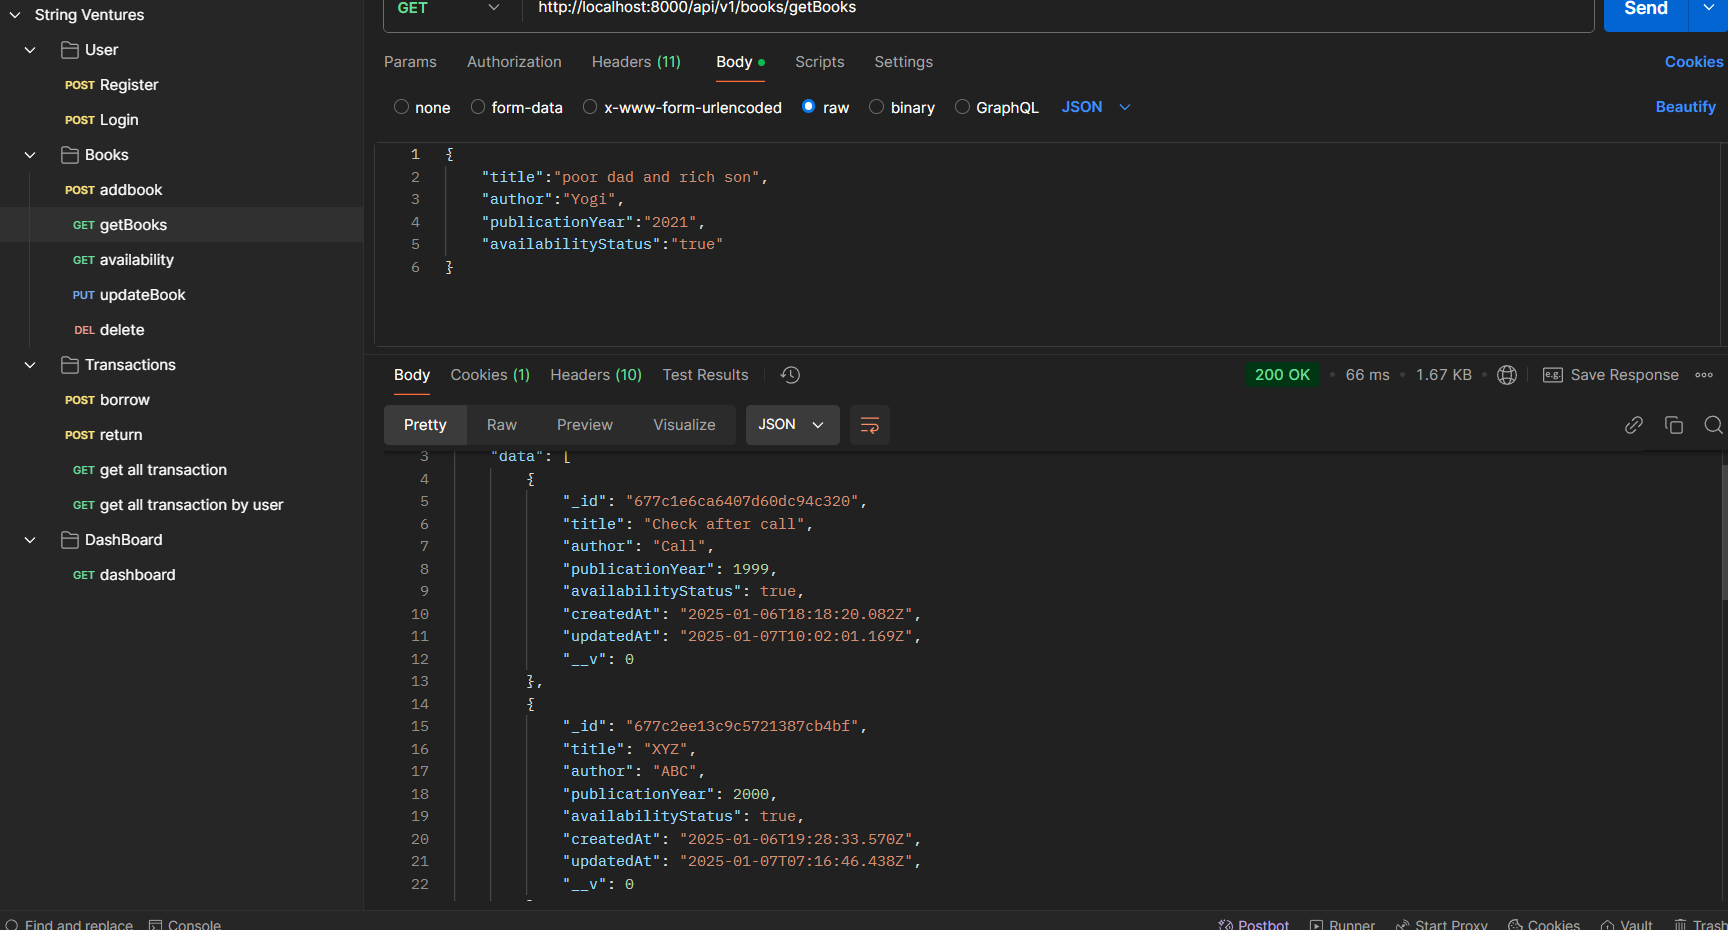 String Ventures
User
POST Register
POST Login
Books
POST addbook
GET getBooks
GET availability
PUT updateBook
DEL delete
Transactions
POST borrow
POST return
GET get all transaction
GET get all transaction by user
DashBoard
GET dashboard
GET http://localhost:8000/api/v1/books/getBooks Send
Params Authorization Headers (11) Body Scripts Settings Cookies
none form-data x-www-form-urlencoded raw binary GraphQL JSON Beautify
1 {
2 "title":"poor dad and rich son",
3 "author":"Yogi",
4 "publicationYear":"2021",
5 "availabilityStatus":"true"
6 }
Body Cookies (1) Headers (10) Test Results 200 OK 66 ms 1.67 KB e.g. Save Response
Pretty Raw Preview Visualize JSON
3 "data": [
4 {
5 "_id": "677c1e6ca6407d60dc94c320",
6 "title": "Check after call",
7 "author": "Call",
8 "publicationYear": 1999,
9 "availabilityStatus": true,
10 "createdAt": "2025-01-06T18:18:20.082Z",
11 "updatedAt": "2025-01-07T10:02:01.169Z",
12 "__v": 0
13 },
14 {
15 "_id": "677c2ee13c9c5721387cb4bf",
16 "title": "XYZ",
17 "author": "ABC",
18 "publicationYear": 2000,
19 "availabilityStatus": true,
20 "createdAt": "2025-01-06T19:28:33.570Z",
21 "updatedAt": "2025-01-07T07:16:46.438Z",
22 "__v": 0
Find and replace Console Postbot Runner Start Proxy Cookies Vault Trash